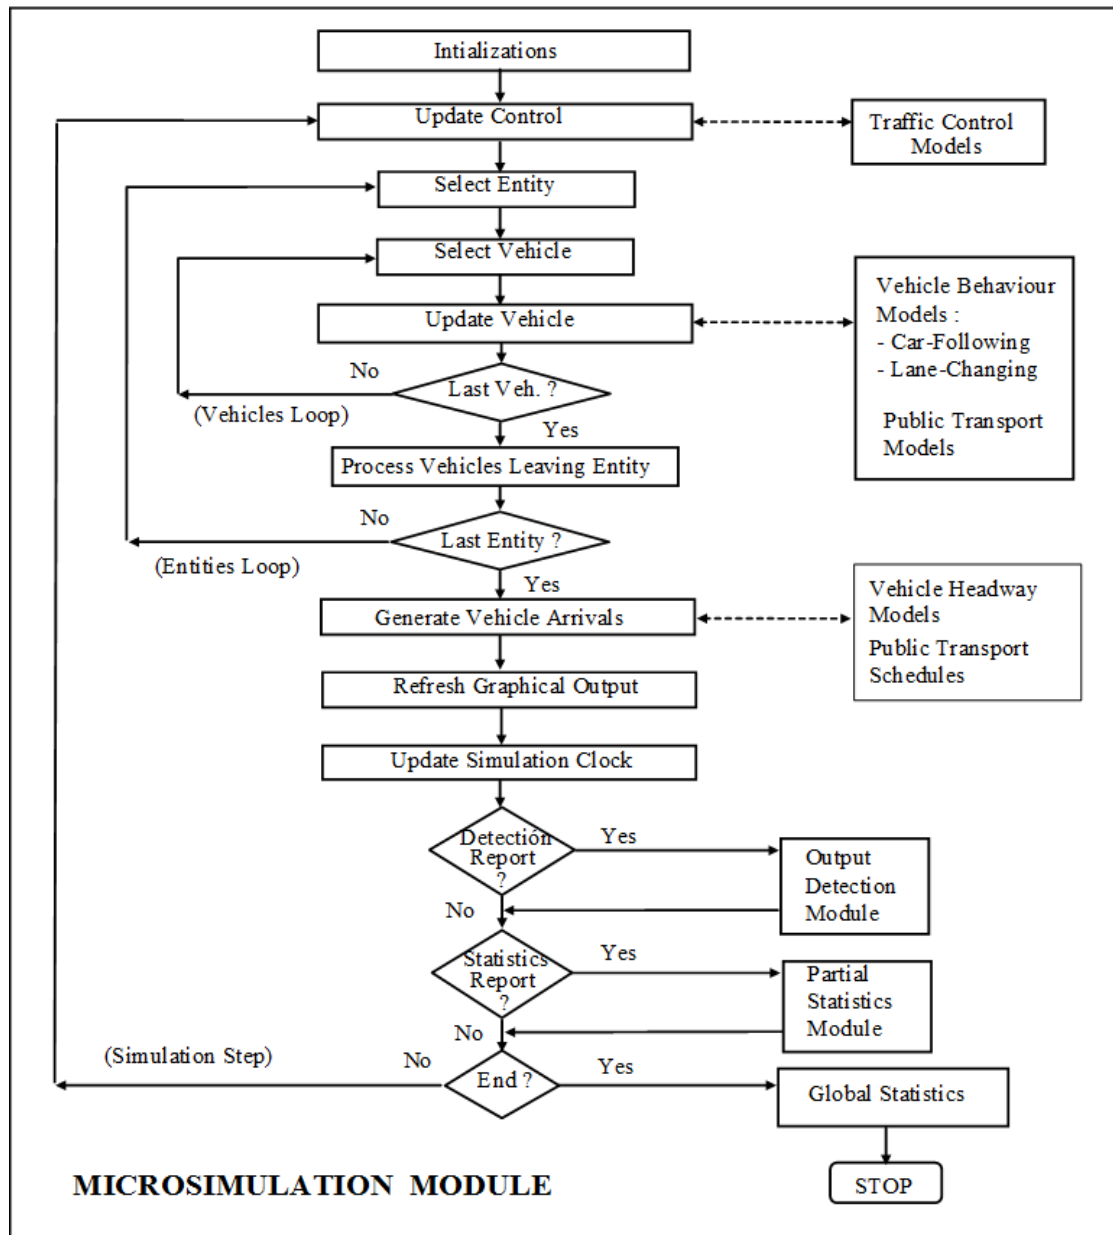 Intializations
Update Control
Traffic Control
Models
Select Entity
Select Vehicle
Vehicle Behaviour
Models :
- Car-Following
- Lane-Changing
Public Transport
Models
Update Vehicle
No
Last Veh. ?
(Vehicles Loop)
Yes
Process Vehicles Leaving Entity
No
Last Entity ?
(Entities Loop)
Yes
Vehicle Headway
Models
Public Transport
Schedules
Generate Vehicle Arrivals
Refresh Graphical Output
Update Simulation Clock
Detectión
Report
?
Yes
Output
Detection
Module
No
Statistics
Report
?
Yes
Partial
Statistics
Module
No
(Simulation Step)
No
End ?
Yes
Global Statistics
MICROSIMULATION MODULE
STOP